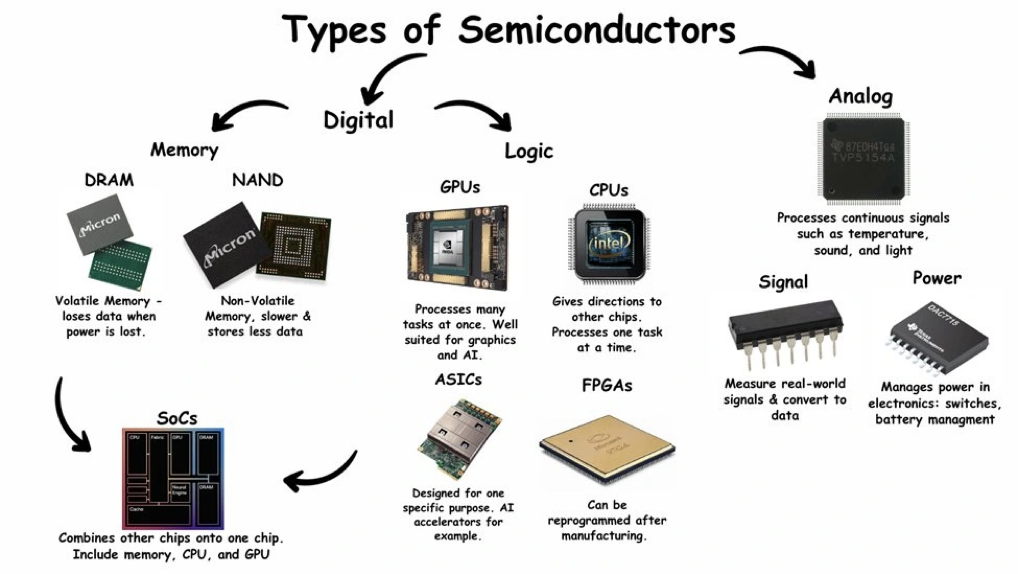 Types of Semiconductors
Digital
Analog
Memory
Logic
DRAM
NAND
GPUs
CPUs
Micron
Micron
NVIDIA
intel
Volatile Memory -
loses data when
power is lost.
Non-Volatile
Memory, slower &
stores less data
Processes many
tasks at once. Well
suited for graphics
and AI.
Gives directions to
other chips.
Processes one task
at a time.
TVP5154A
Processes continuous signals
such as temperature,
sound, and light
Signal
Power
DAC7715
TEXAS
INSTRUMENTS
Measure real-world
signals & convert to
data
Manages power in
electronics: switches,
battery managment
SoCs
CPU
Fabric
GPU
DRAM
Neural
Engine
DRAM
Cache
Combines other chips onto one chip.
Include memory, CPU, and GPU
ASICs
FPGAs
Designed for one
specific purpose. AI
accelerators for
example.
Can be
reprogrammed after
manufacturing.